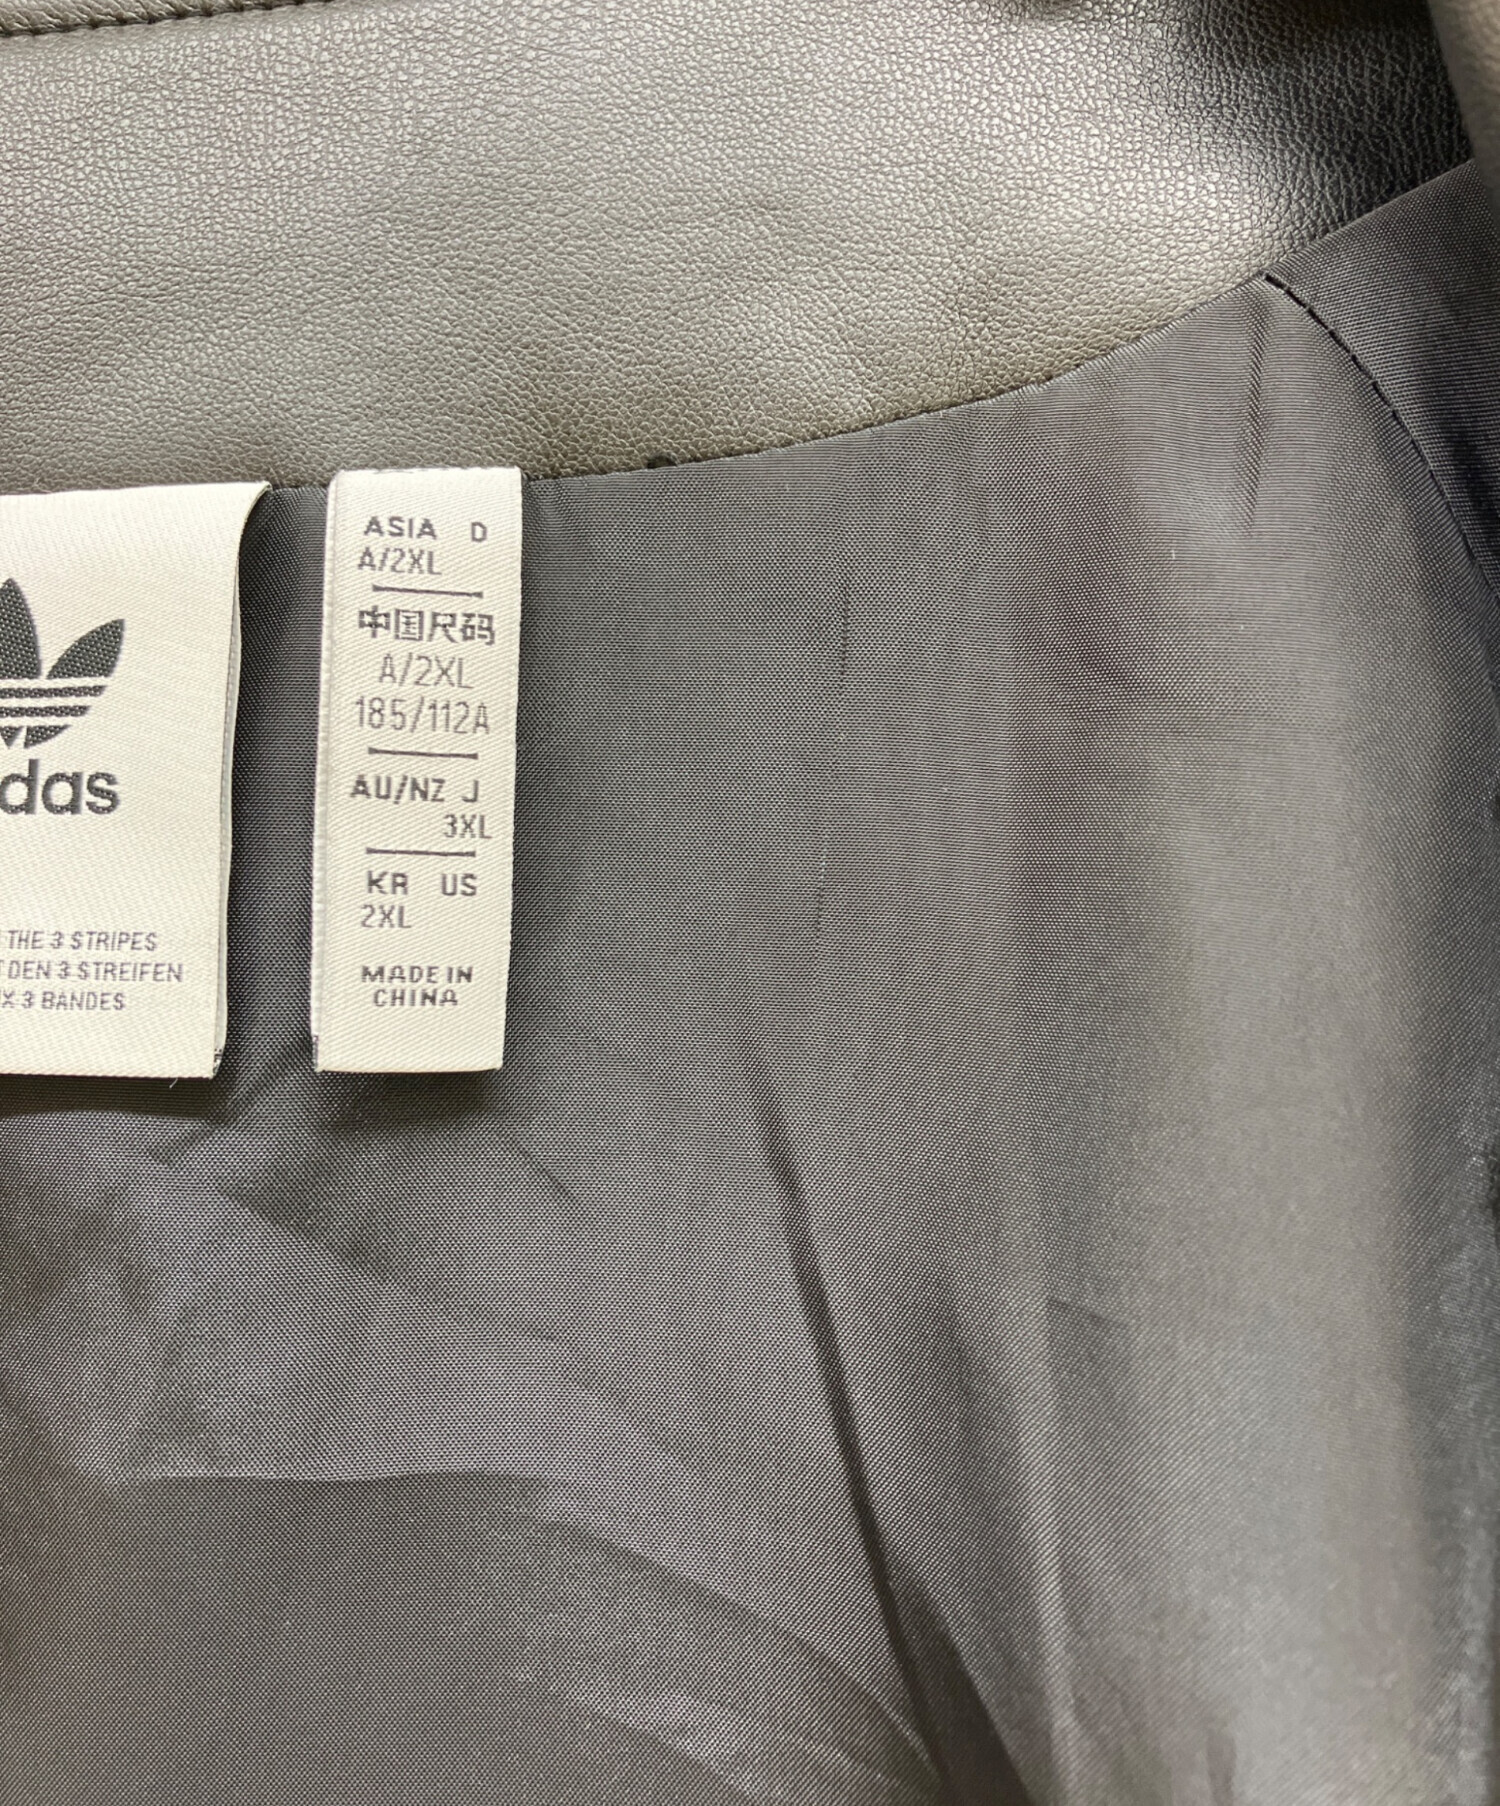 das
THE 3 STRIPES
DEN 3 STREIFEN
X 3 BANDES
ASIA D
A/2XL
中国尺码
A/2XL
185/112A
AU/NZ J
3XL
KR US
2XL
MADE IN
CHINA